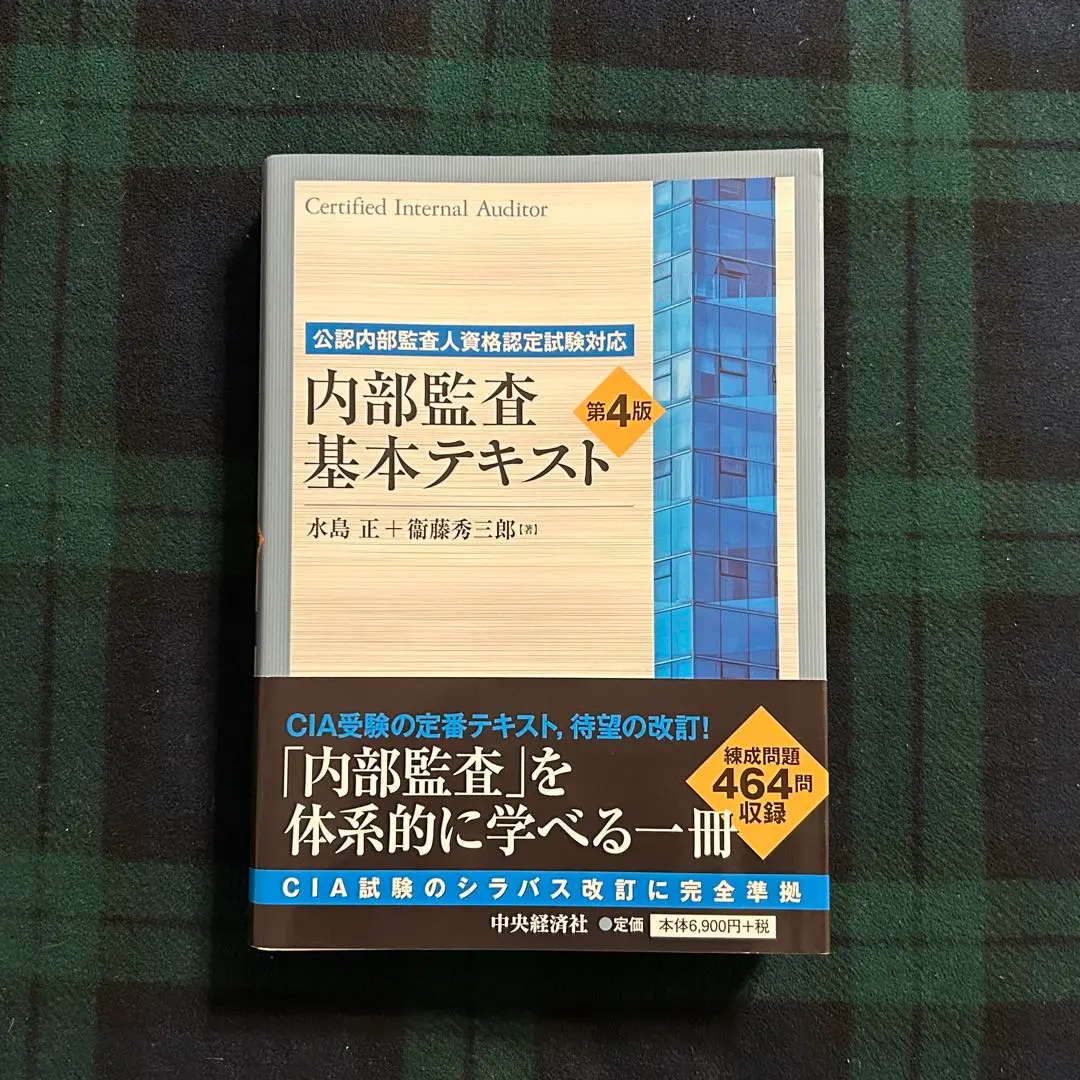 Certified Internal Auditor
公認内部監査人資格認定試験対応
内部監査
基本テキスト
第4版
水島 正+衞藤秀三郎【著】
CIA受験の定番テキスト,待望の改訂!
「内部監査」を
体系的に学べる一冊
練成問題
464問
収録
CIA試験のシラバス改訂に完全準拠
中央経済社 ●定価 本体6,900円+税